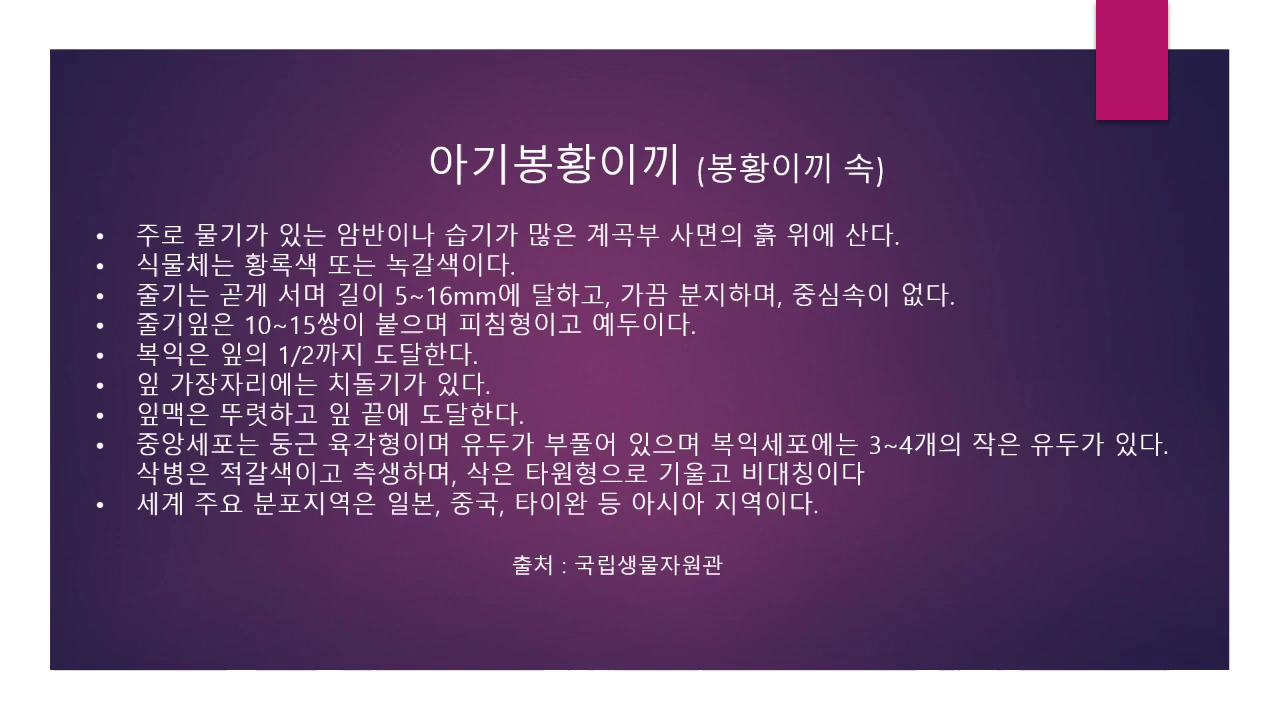 아기봉황이끼 (봉황이끼 속)
• 주로 물기가 있는 암반이나 습기가 많은 계곡부 사면의 흙 위에 산다.
• 식물체는 황록색 또는 녹갈색이다.
• 줄기는 곧게 서며 길이 5~16mm에 달하고, 가끔 분지하며, 중심속이 없다.
• 줄기잎은 10~15쌍이 붙으며 피침형이고 예두이다.
• 복익은 잎의 1/2까지 도달한다.
• 잎 가장자리에는 치돌기가 있다.
• 잎맥은 뚜렷하고 잎 끝에 도달한다.
• 중앙세포는 둥근 육각형이며 유두가 부풀어 있으며 복익세포에는 3~4개의 작은 유두가 있다.
삭병은 적갈색이고 측생하며, 삭은 타원형으로 기울고 비대칭이다
• 세계 주요 분포지역은 일본, 중국, 타이완 등 아시아 지역이다.
출처 : 국립생물자원관